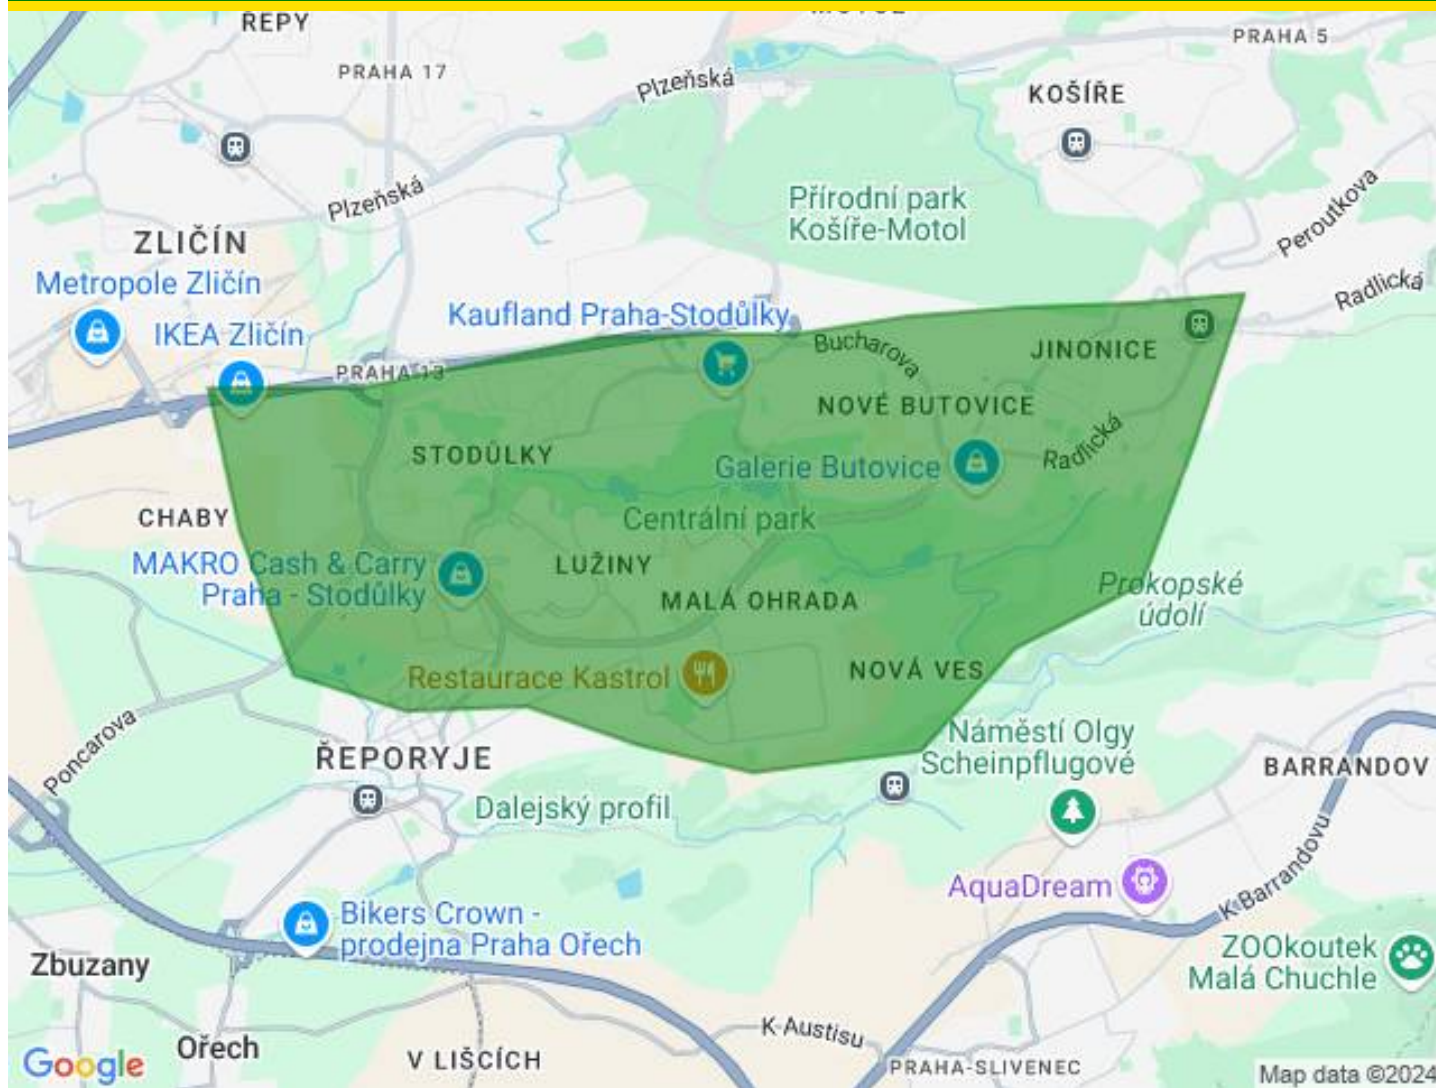 ŘEPY
PRAHA 5
PRAHA 17
Plzeňská
KOŠÍŘE
Plzeňská
Přírodní park
Košíře-Motol
Peroutkova
ZLIČÍN
Metropole Zličín
Radlická
Kaufland Praha-Stodůlky
IKEA Zličín
Bucharova
JINONICE
PRAHA 13
NOVÉ BUTOVICE
STODŮLKY
Radlická
Galerie Butovice
CHABY
Centrální park
MAKRO Cash & Carry
Praha - Stodůlky
LUŽINY
MALÁ OHRADA
Prokopské
údolí
Restaurace Kastrol
NOVÁ VES
Poncarova
ŘEPORYJE
Náměstí Olgy
Scheinpflugové
BARRANDOV
Dalejský profil
AquaDream
K Barrandovu
Bikers Crown -
prodejna Praha Ořech
Zbuzany
ZOOkoutek
Malá Chuchle
K Austisu
Ořech
V LIŠCÍCH
PRAHA-SLIVENEC
Google
Map data ©2024